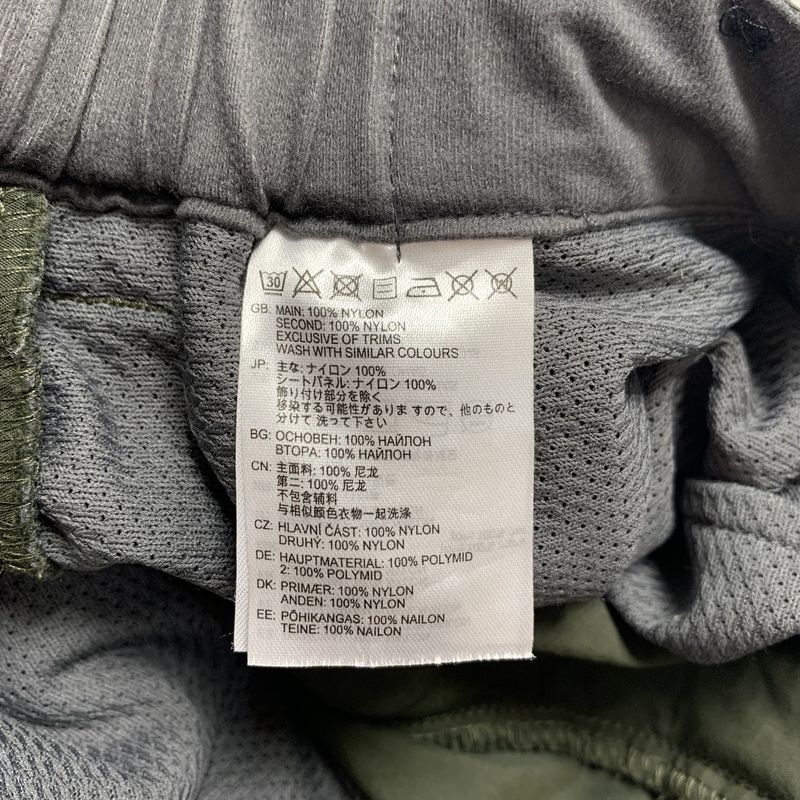 30
GB: MAIN: 100% NYLON
SECOND: 100% NYLON
EXCLUSIVE OF TRIMS
WASH WITH SIMILAR COLOURS
JP: 主な: ナイロン 100%
シートパネル: ナイロン 100%
飾り付け部分を除く
移染する可能性がありま すので、他のものと
分けて 洗って下さい
BG: ОСНОВЕН: 100% НАЙЛОН
ВТОРА: 100% НАЙЛОН
CN: 主面料: 100% 尼龙
第二: 100% 尼龙
不包含辅料
与相似颜色衣物一起洗涤
CZ: HLAVNÍ ČÁST: 100% NYLON
DRUHÝ: 100% NYLON
DE: HAUPTMATERIAL: 100% POLYMID
2: 100% POLYMID
DK: PRIMÆR: 100% NYLON
ANDEN: 100% NYLON
EE: PÕHIKANGAS: 100% NAILON
TEINE: 100% NAILON